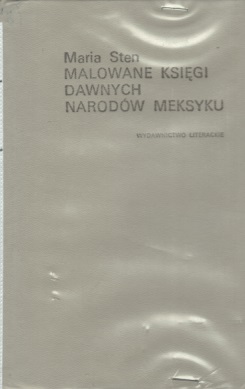 Maria Sten
MALOWANE KSIĘGI
DAWNYCH
NARODÓW MEKSYKU
WYDAWNICTWO LITERACKIE